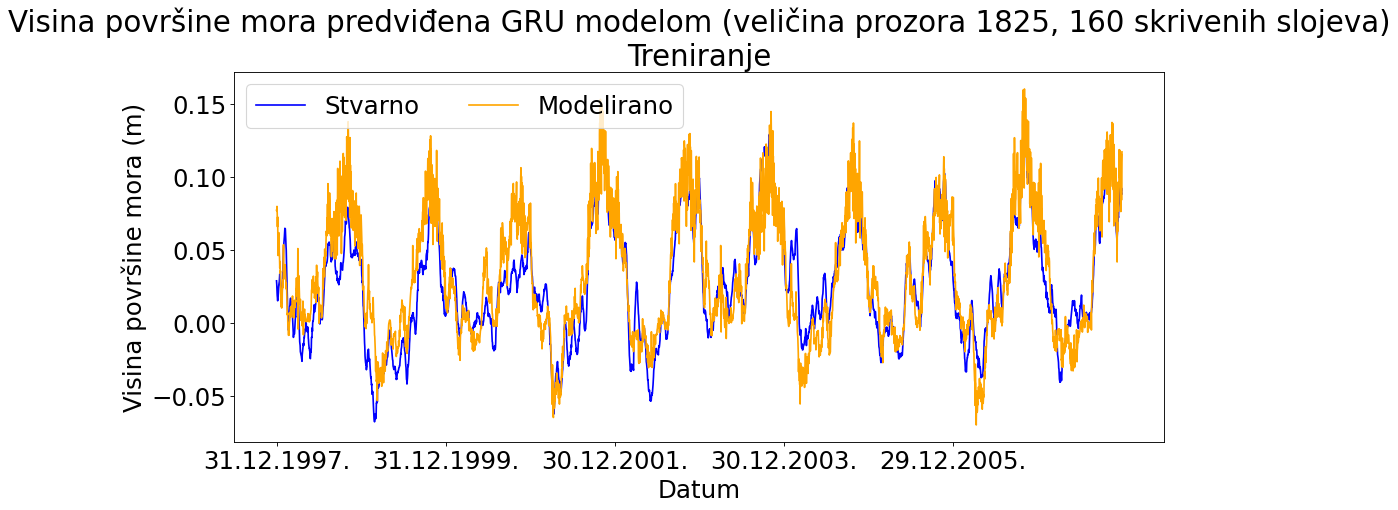 Visina površine mora predviđena GRU modelom (veličina prozora 1825, 160 skrivenih slojeva)
Treniranje
Stvarno Modelirano
Visina površine mora (m)
0.15
0.10
0.05
0.00
−0.05
31.12.1997. 31.12.1999. 30.12.2001. 30.12.2003. 29.12.2005.
Datum